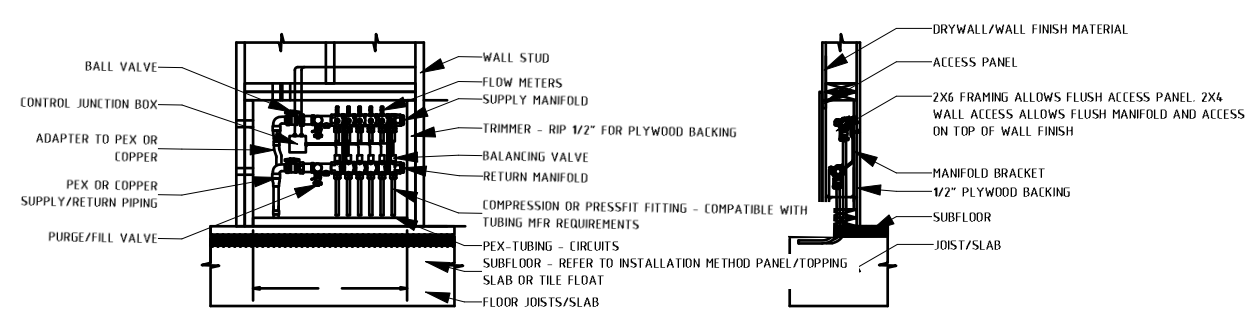 BALL VALVE
CONTROL JUNCTION BOX
ADAPTER TO PEX OR
COPPER
PEX OR COPPER
SUPPLY/RETURN PIPING
PURGE/FILL VALVE
WALL STUD
FLOW METERS
SUPPLY MANIFOLD
TRIMMER - RIP 1/2" FOR PLYWOOD BACKING
BALANCING VALVE
RETURN MANIFOLD
COMPRESSION OR PRESSFIT FITTING - COMPATIBLE WITH
TUBING MFR REQUIREMENTS
PEX-TUBING - CIRCUITS
SUBFLOOR - REFER TO INSTALLATION METHOD PANEL/TOPPING
SLAB OR TILE FLOAT
FLOOR JOISTS/SLAB
DRYWALL/WALL FINISH MATERIAL
ACCESS PANEL
2X6 FRAMING ALLOWS FLUSH ACCESS PANEL. 2X4
WALL ACCESS ALLOWS FLUSH MANIFOLD AND ACCESS
ON TOP OF WALL FINISH
MANIFOLD BRACKET
1/2" PLYWOOD BACKING
SUBFLOOR
JOIST/SLAB